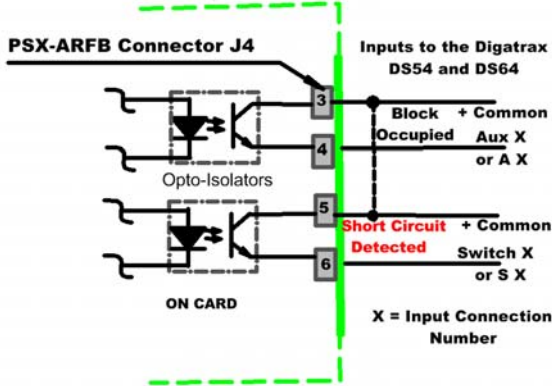 PSX-ARFB Connector J4
Inputs to the Digatrax
DS54 and DS64
3
Block
Occupied
+ Common
4
Aux X
or A X
Opto-Isolators
5
Short Circuit
Detected
+ Common
6
Switch X
or S X
ON CARD
X = Input Connection
Number